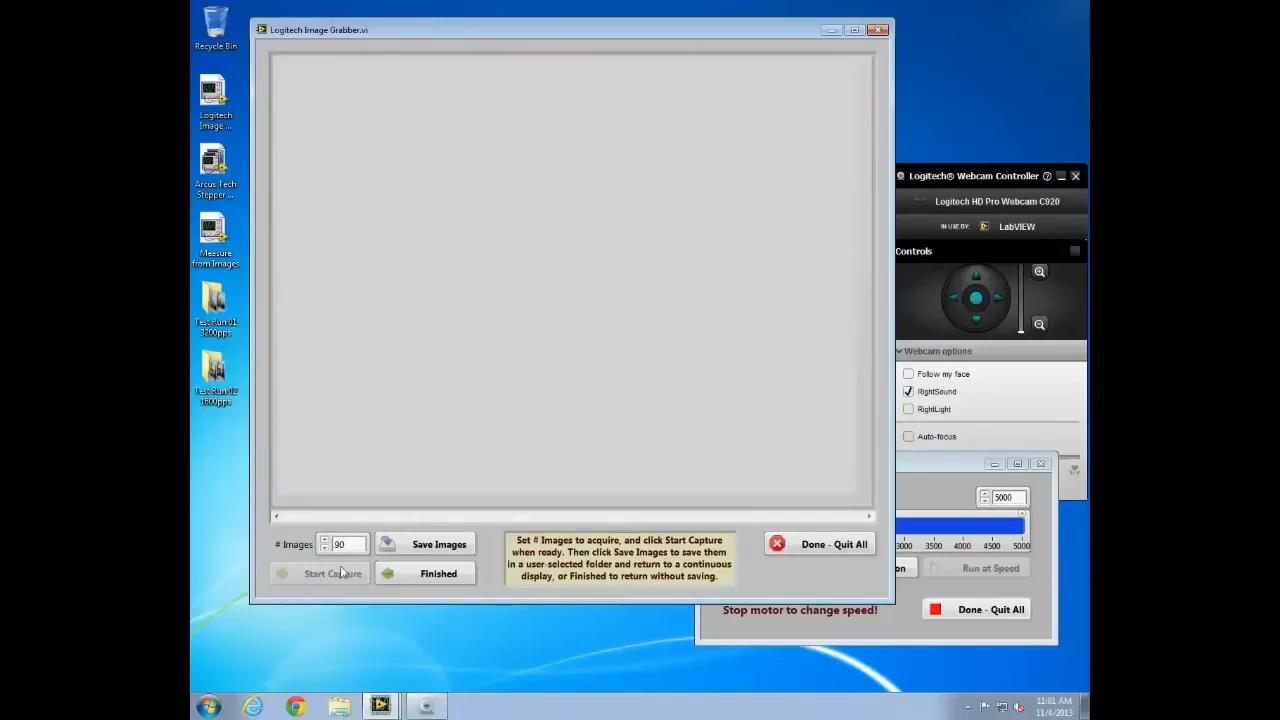 Recycle Bin
Logitech
Image ...
Arcus Tech
Stepper ...
Measure
from Images
Test Run 01
3200pps
Test Run 02
1600pps
Logitech Image Grabber.vi
# Images
90
Save Images
Start Capture
Finished
Set # Images to acquire, and click Start Capture
when ready. Then click Save Images to save them
in a user-selected folder and return to a continuous
display, or Finished to return without saving.
Done - Quit All
Logitech® Webcam Controller
Logitech HD Pro Webcam C920
IN USE BY: LabVIEW
Controls
Webcam options
Follow my face
RightSound
RightLight
Auto-focus
5000
3000 3500 4000 4500 5000
on
Run at Speed
Stop motor to change speed!
Done - Quit All
11:01 AM
11/4/2013